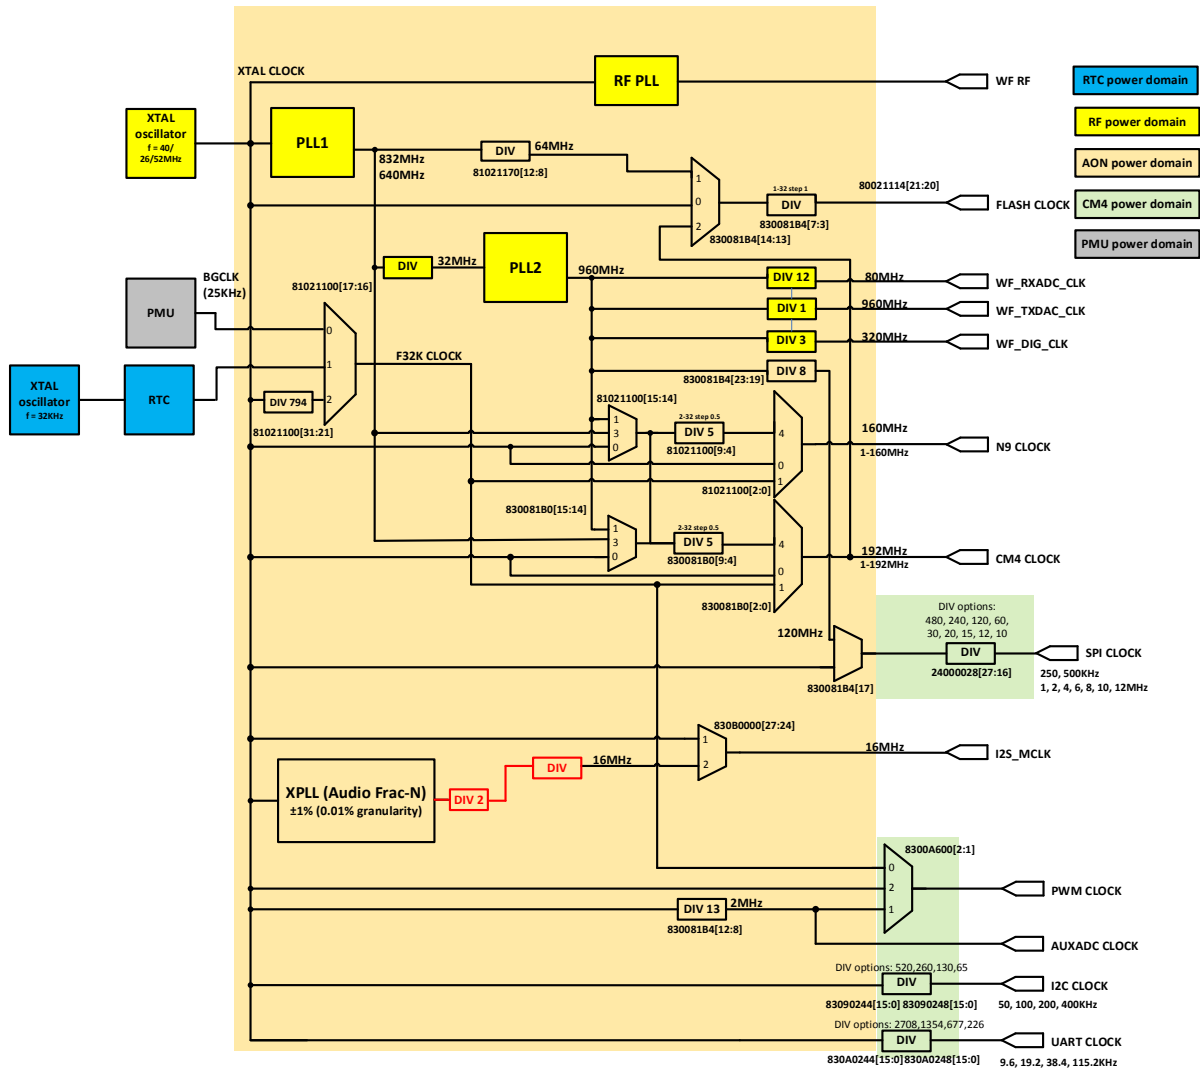 XTAL CLOCK
RF PLL
WF RF
RTC power domain
XTAL
oscillator
f = 40/
26/52MHz
PLL1
832MHz
640MHz
DIV
64MHz
81021170[12:8]
RF power domain
AON power domain
1
0
2
830081B4[14:13]
1-32 step 1
DIV
830081B4[7:3]
80021114[21:20]
FLASH CLOCK
CM4 power domain
PMU power domain
DIV
32MHz
PLL2
960MHz
DIV 12
80MHz
WF_RXADC_CLK
DIV 1
960MHz
WF_TXDAC_CLK
DIV 3
320MHz
WF_DIG_CLK
BGCLK
(25KHz)
PMU
81021100[17:16]
0
1
2
F32K CLOCK
XTAL
oscillator
f = 32KHz
RTC
DIV 794
81021100[31:21]
DIV 8
830081B4[23:19]
81021100[15:14]
1
3
0
2-32 step 0.5
DIV 5
81021100[9:4]
4
0
1
81021100[2:0]
160MHz
1-160MHz
N9 CLOCK
830081B0[15:14]
1
3
0
2-32 step 0.5
DIV 5
830081B0[9:4]
4
0
1
830081B0[2:0]
192MHz
1-192MHz
CM4 CLOCK
120MHz
830081B4[17]
DIV options:
480, 240, 120, 60,
30, 20, 15, 12, 10
DIV
24000028[27:16]
SPI CLOCK
250, 500KHz
1, 2, 4, 6, 8, 10, 12MHz
830B0000[27:24]
1
2
16MHz
I2S_MCLK
XPLL (Audio Frac-N)
±1% (0.01% granularity)
DIV 2
DIV
16MHz
8300A600[2:1]
0
2
1
PWM CLOCK
DIV 13
2MHz
830081B4[12:8]
AUXADC CLOCK
DIV options: 520,260,130,65
DIV
83090244[15:0] 83090248[15:0]
I2C CLOCK
50, 100, 200, 400KHz
DIV options: 2708,1354,677,226
DIV
830A0244[15:0] 830A0248[15:0]
UART CLOCK
9.6, 19.2, 38.4, 115.2KHz